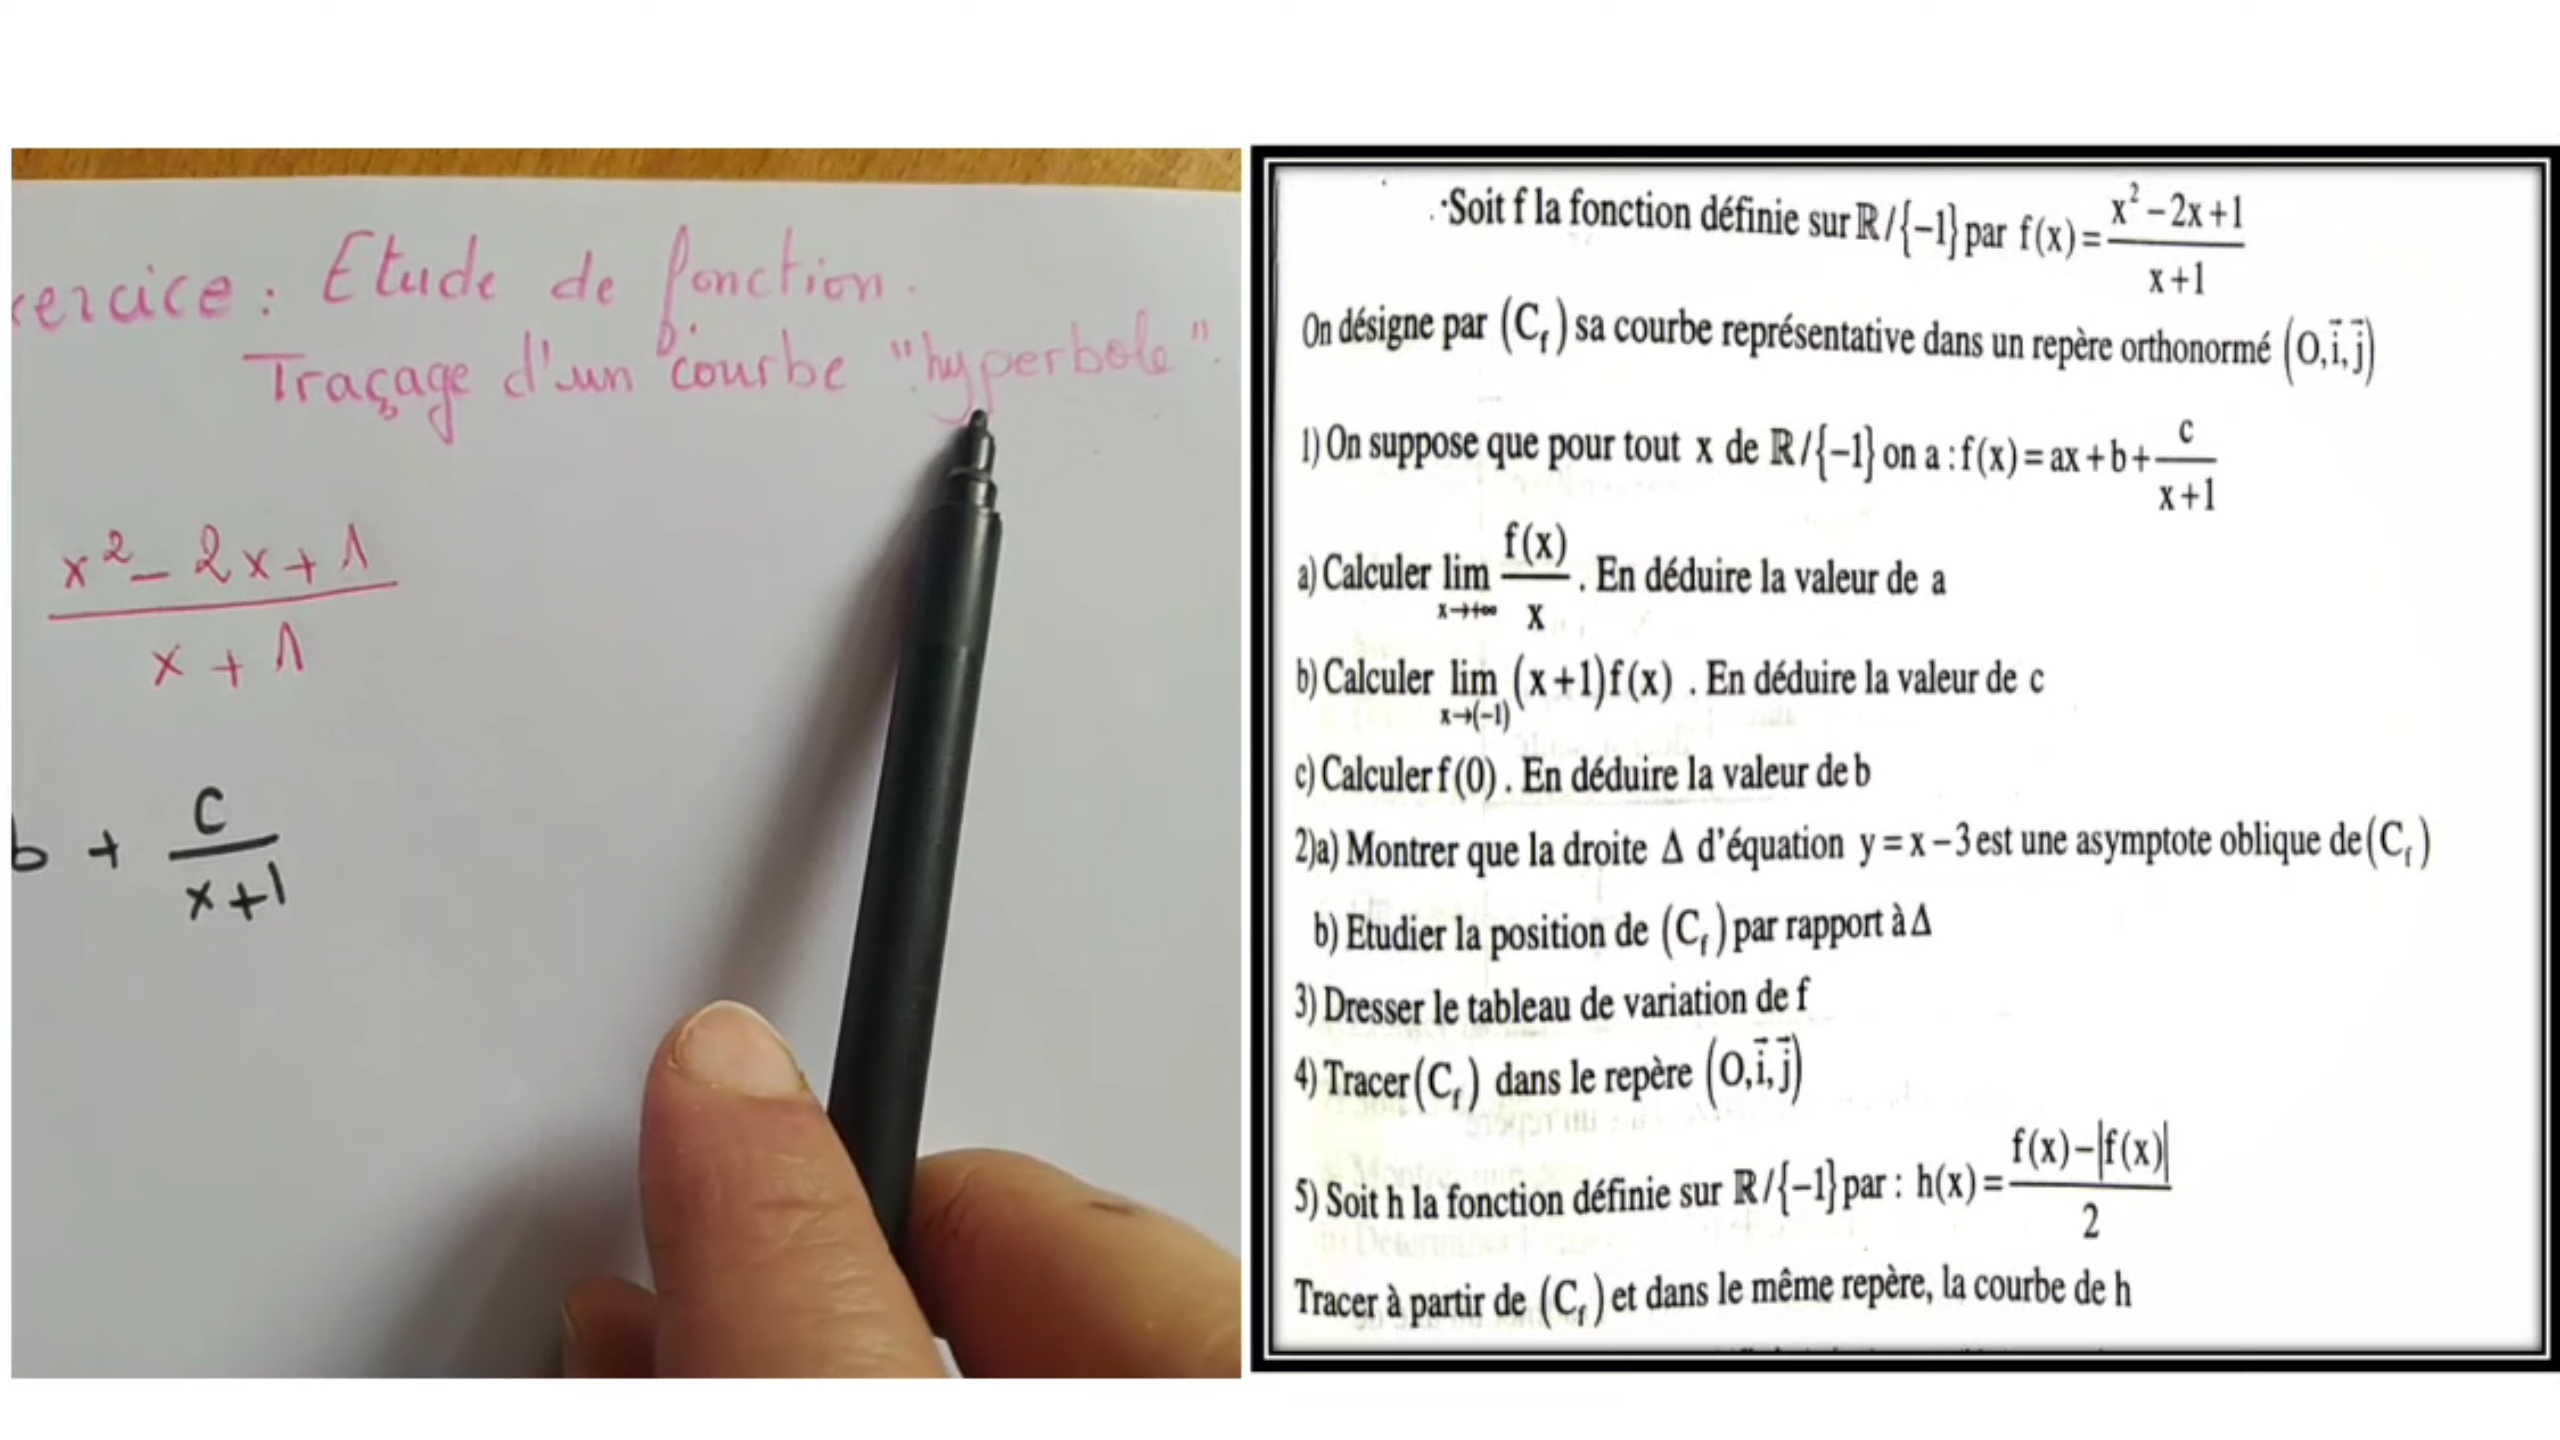 xercice : Etude de fonction.
Traçage d'un courbe "hyperbole".
x² - 2x + 1
x + 1
b + c
x+1
Soit f la fonction définie sur ℝ/{-1} par f(x) = x² - 2x + 1
x + 1
On désigne par (Cf) sa courbe représentative dans un repère orthonormé (O, i⃗, j⃗)
1) On suppose que pour tout x de ℝ/{-1} on a : f(x) = ax + b + c
x + 1
a) Calculer lim x→+∞ f(x)/x . En déduire la valeur de a
b) Calculer lim x→(-1) (x+1)f(x) . En déduire la valeur de c
c) Calculer f(0) . En déduire la valeur de b
2)a) Montrer que la droite Δ d'équation y = x - 3 est une asymptote oblique de (Cf)
b) Etudier la position de (Cf) par rapport à Δ
3) Dresser le tableau de variation de f
4) Tracer (Cf) dans le repère (O, i⃗, j⃗)
5) Soit h la fonction définie sur ℝ/{-1} par : h(x) = f(x) - |f(x)|
2
Tracer à partir de (Cf) et dans le même repère, la courbe de h